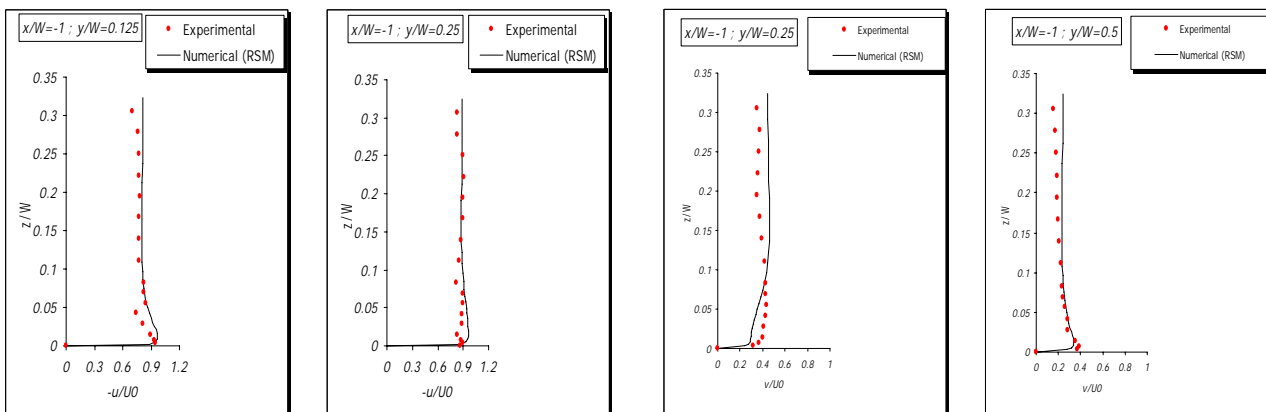 x/W=-1 ; y/W=0.125
Experimental
Numerical (RSM)
0.35
0.3
0.25
0.2
0.15
0.1
0.05
0
z / W
0 0.3 0.6 0.9 1.2
-u/U0
x/W=-1 ; y/W=0.25
Experimental
Numerical (RSM)
0.35
0.3
0.25
0.2
0.15
0.1
0.05
0
z / W
0 0.3 0.6 0.9 1.2
-u/U0
x/W=-1 ; y/W=0.25
Experimental
Numerical (RSM)
0.35
0.3
0.25
0.2
0.15
0.1
0.05
0
z / W
0 0.2 0.4 0.6 0.8 1
v/U0
x/W=-1 ; y/W=0.5
Experimental
Numerical (RSM)
0.35
0.3
0.25
0.2
0.15
0.1
0.05
0
z / W
0 0.2 0.4 0.6 0.8 1
v/U0